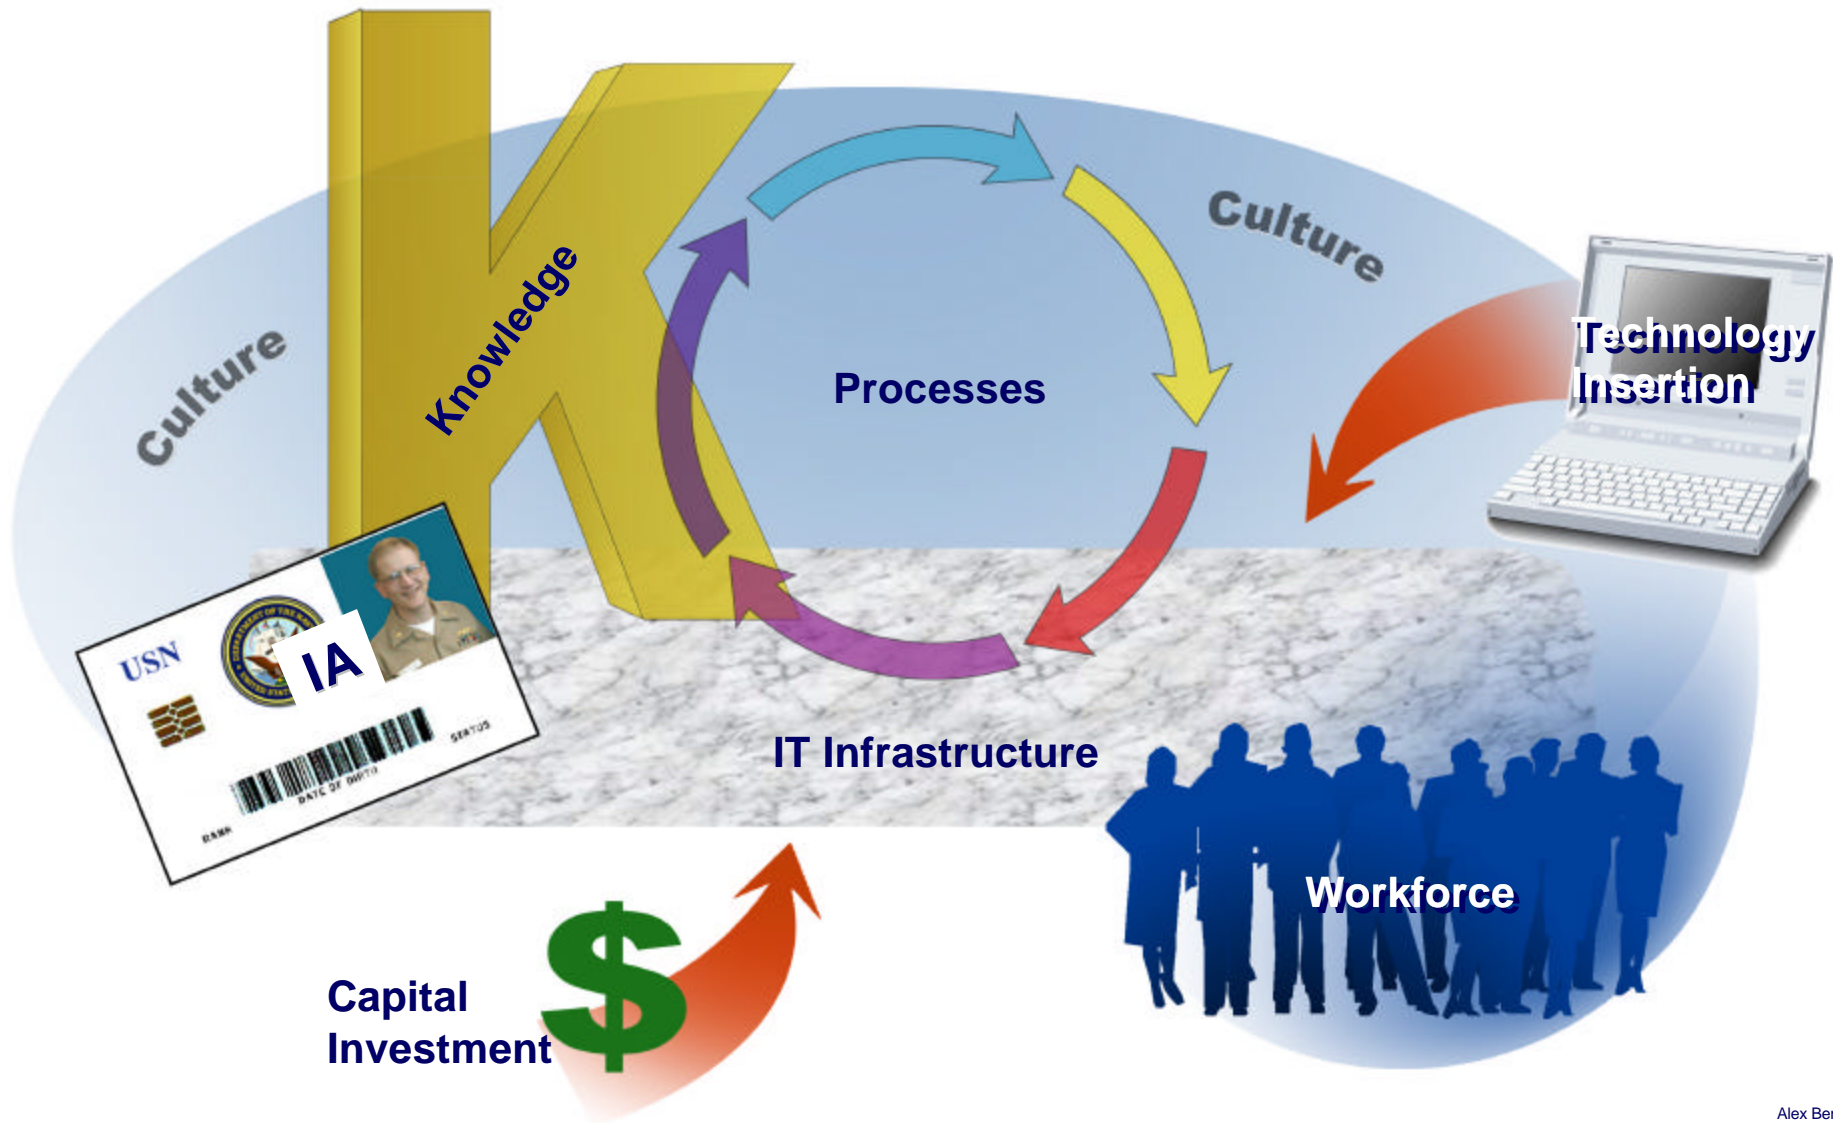 K
Culture
Culture
Knowledge
Processes
Technology
Insertion
USN
IA
STATUS
DATE OF BIRTH
RANK
IT Infrastructure
Workforce
$
Capital
Investment
Alex